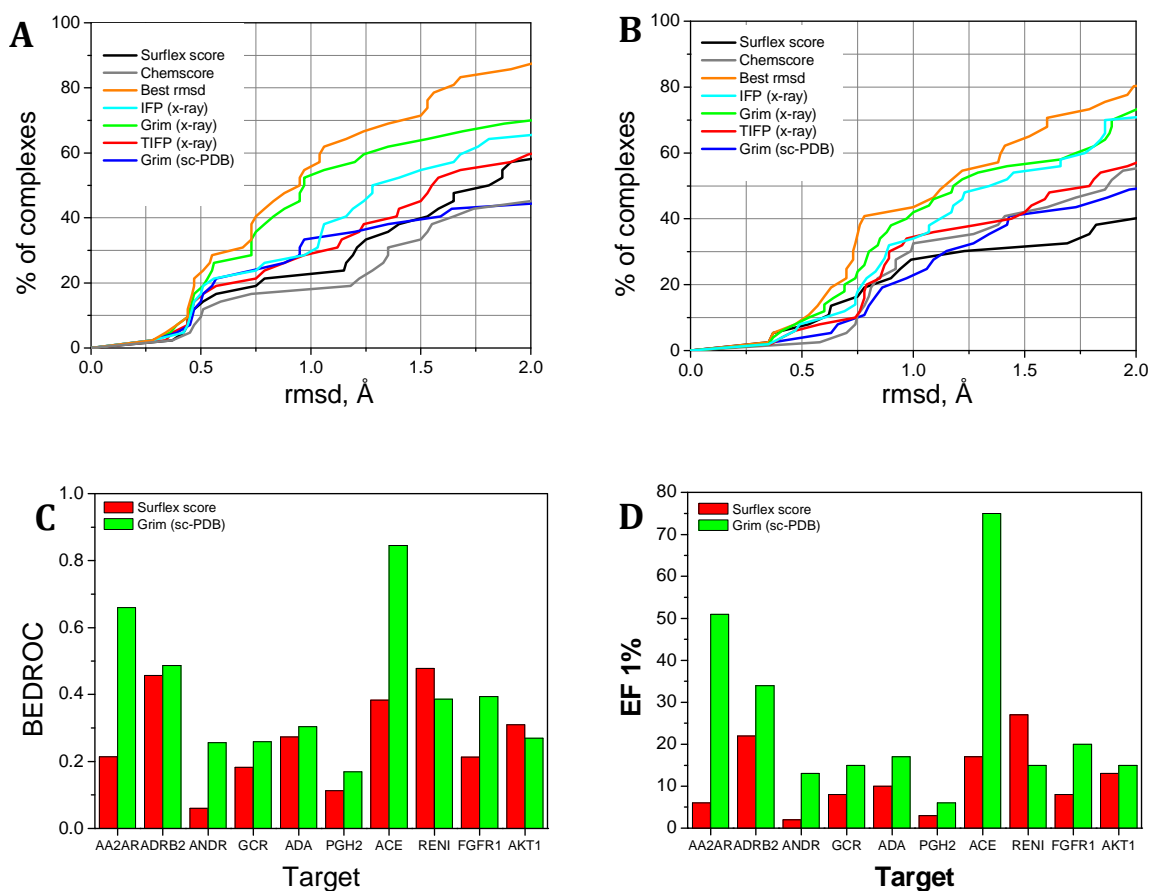 A
100
80
60
40
20
0
% of complexes
Surflex score
Chemscore
Best rmsd
IFP (x-ray)
Grim (x-ray)
TIFP (x-ray)
Grim (sc-PDB)
0.0 0.5 1.0 1.5 2.0
rmsd, Å
B
100
80
60
40
20
0
% of complexes
Surflex score
Chemscore
Best rmsd
IFP (x-ray)
Grim (x-ray)
TIFP (x-ray)
Grim (sc-PDB)
0.0 0.5 1.0 1.5 2.0
rmsd, Å
C
1.0
0.8
0.6
0.4
0.2
0.0
BEDROC
Surflex score
Grim (sc-PDB)
AA2AR ADRB2 ANDR GCR ADA PGH2 ACE RENI FGFR1 AKT1
Target
D
80
70
60
50
40
30
20
10
0
EF 1%
Surflex score
Grim (sc-PDB)
AA2AR ADRB2 ANDR GCR ADA PGH2 ACE RENI FGFR1 AKT1
Target